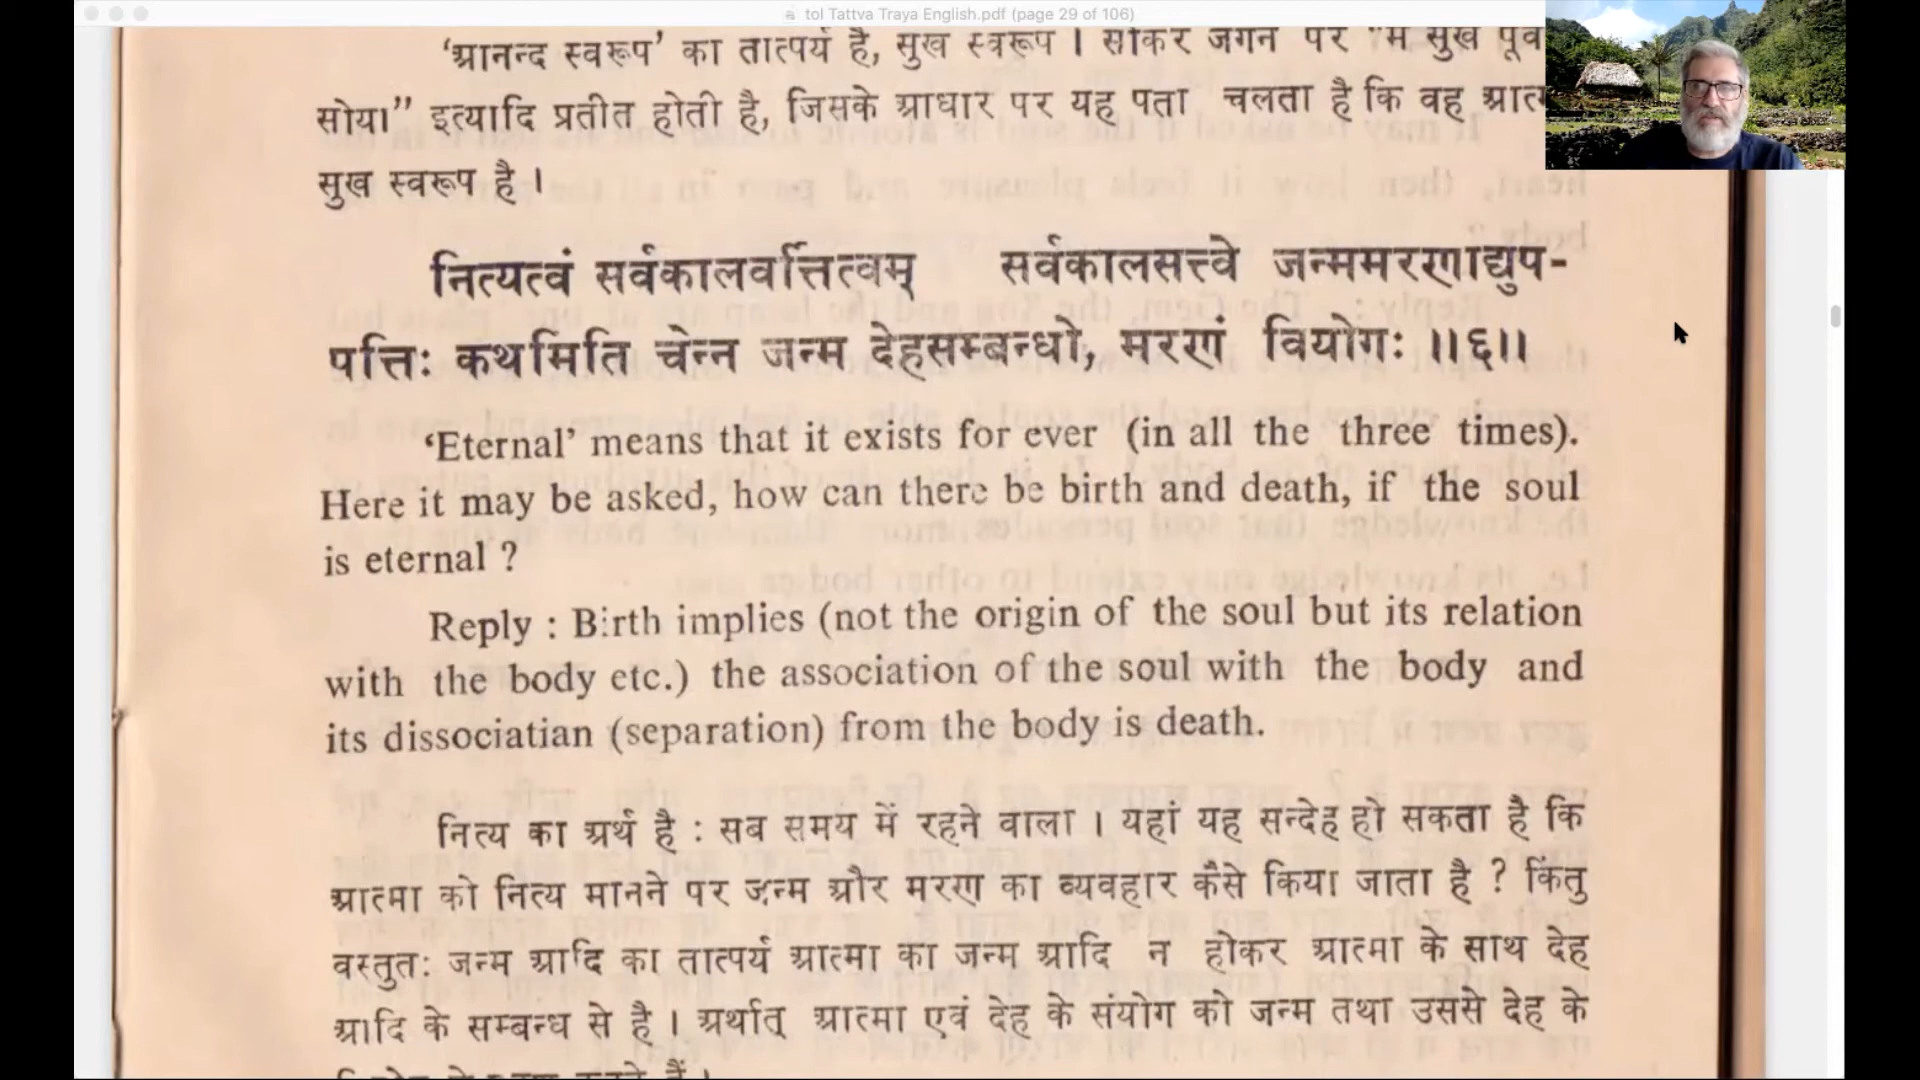 tol Tattva Traya English.pdf (page 29 of 106)
'आनन्द स्वरूप' का तात्पर्य है, सुख स्वरूप । सोकर जगने पर "मैं सुख पूर्व
सोया" इत्यादि प्रतीत होती है, जिसके आधार पर यह पता चलता है कि वह
सुख स्वरूप है ।
नित्यत्वं सर्वकालवर्त्तित्वम् सर्वकालसत्त्वे जन्ममरणाद्युप-
पत्तिः कथमिति चेन्न जन्म देहसम्बन्धो, मरणं वियोगः ॥६॥
'Eternal' means that it exists for ever (in all the three times).
Here it may be asked, how can there be birth and death, if the soul
is eternal ?
Reply : Birth implies (not the origin of the soul but its relation
with the body etc.) the association of the soul with the body and
its dissociatian (separation) from the body is death.
नित्य का अर्थ है : सब समय में रहने वाला । यहां यह सन्देह हो सकता है कि
आत्मा को नित्य मानने पर जन्म और मरण का व्यवहार कैसे किया जाता है ? किंतु
वस्तुतः जन्म आदि का तात्पर्य आत्मा का जन्म आदि न होकर आत्मा के साथ देह
आदि के सम्बन्ध से है । अर्थात् आत्मा एवं देह के संयोग को जन्म तथा उससे देह के